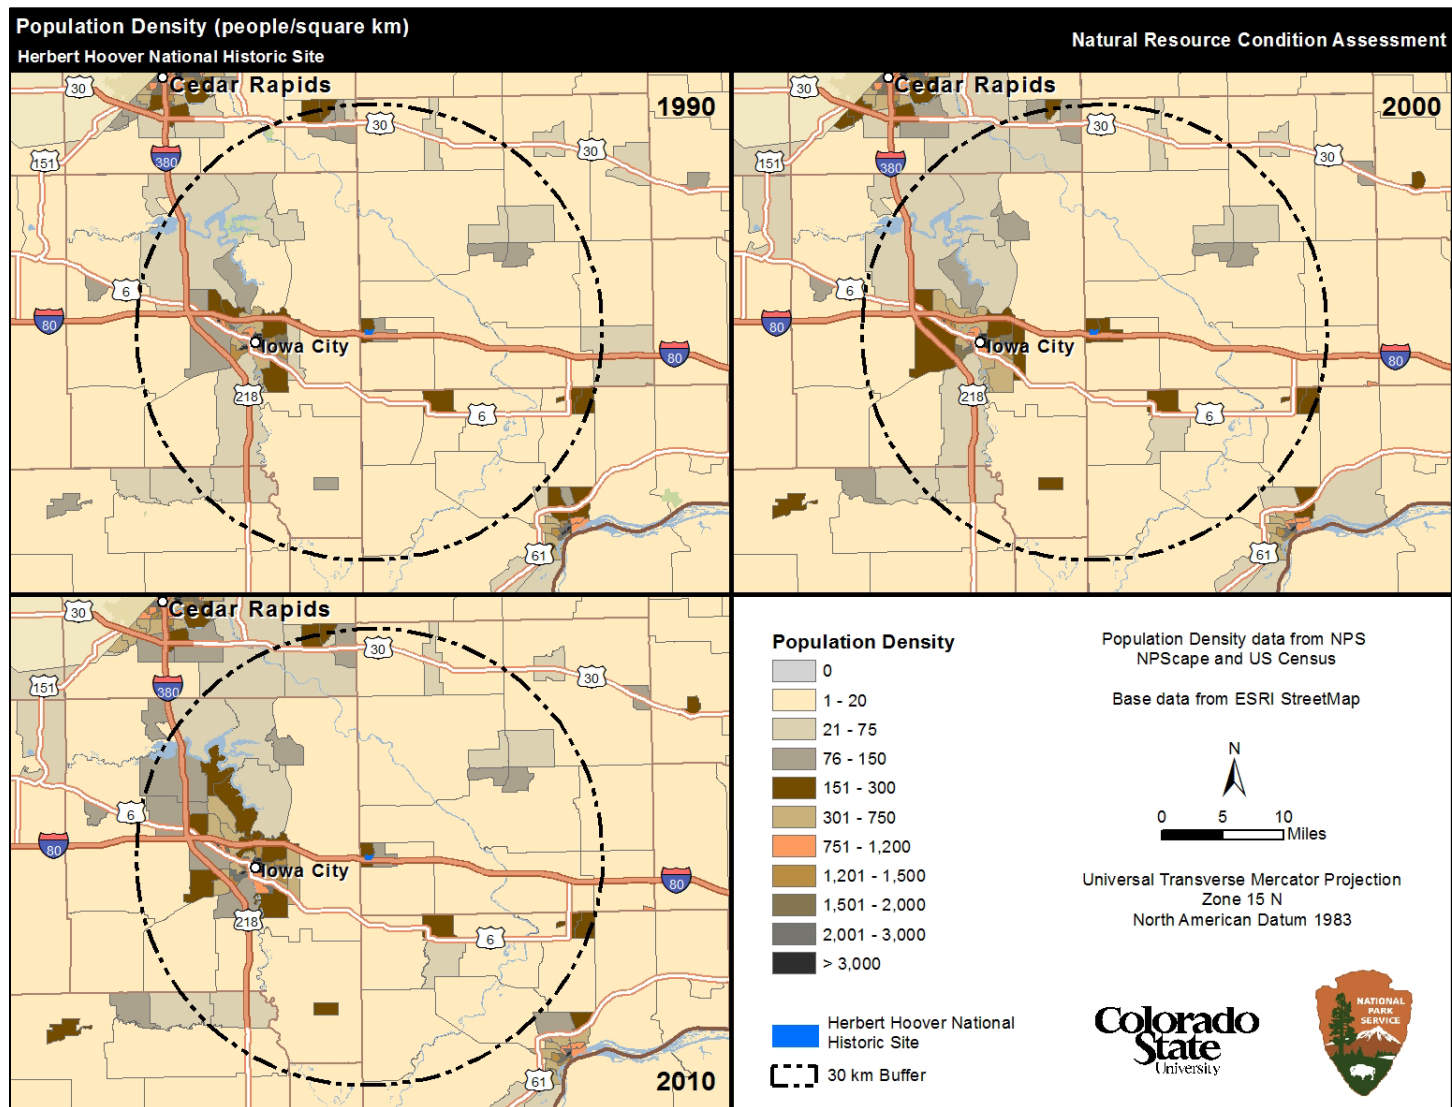 Population Density (people/square km)
Herbert Hoover National Historic Site
Natural Resource Condition Assessment
Cedar Rapids
1990
30
30
30
151
380
6
80
Iowa City
80
218
6
61
Cedar Rapids
2000
30
30
30
151
380
6
80
Iowa City
80
218
6
61
Cedar Rapids
30
30
30
151
380
6
80
Iowa City
80
218
6
61
2010
Population Density
0
1 - 20
21 - 75
76 - 150
151 - 300
301 - 750
751 - 1,200
1,201 - 1,500
1,501 - 2,000
2,001 - 3,000
> 3,000
Herbert Hoover National
Historic Site
30 km Buffer
Population Density data from NPS
NPScape and US Census
Base data from ESRI StreetMap
N
0 5 10
Miles
Universal Transverse Mercator Projection
Zone 15 N
North American Datum 1983
Colorado
State
University
NATIONAL
PARK
SERVICE